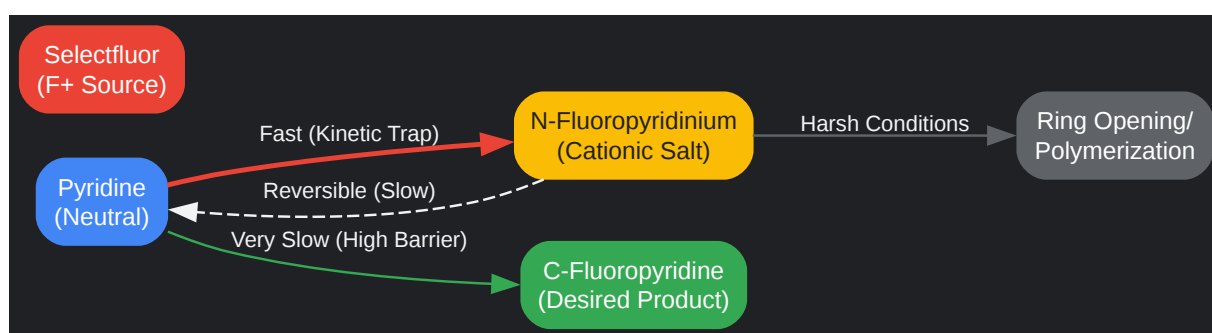 Selectfluor
(F+ Source)
Fast (Kinetic Trap)
N-Fluoropyridinium
(Cationic Salt)
Harsh Conditions
Ring Opening/
Polymerization
Pyridine
(Neutral)
Reversible (Slow)
Very Slow (High Barrier)
C-Fluoropyridine
(Desired Product)